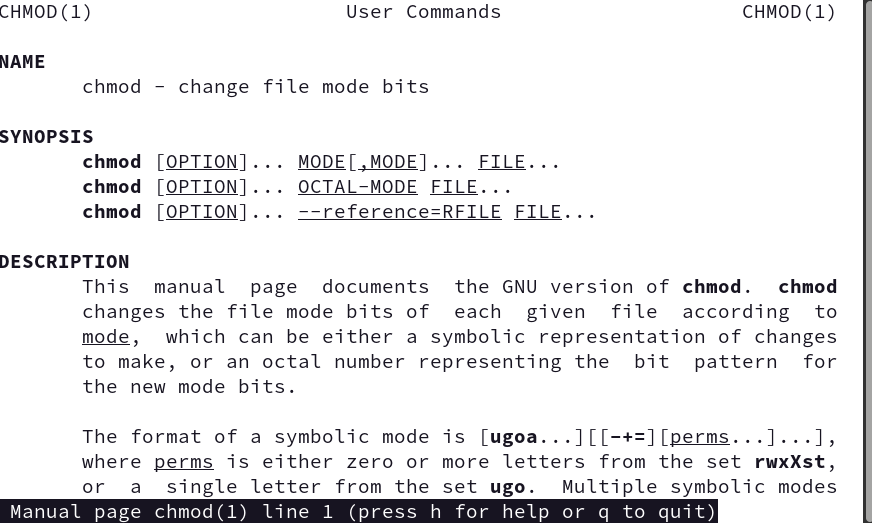 CHMOD(1) User Commands CHMOD(1)
NAME
chmod - change file mode bits
SYNOPSIS
chmod [OPTION]... MODE[,MODE]... FILE...
chmod [OPTION]... OCTAL-MODE FILE...
chmod [OPTION]... --reference=RFILE FILE...
DESCRIPTION
This manual page documents the GNU version of chmod. chmod
changes the file mode bits of each given file according to
mode, which can be either a symbolic representation of changes
to make, or an octal number representing the bit pattern for
the new mode bits.
The format of a symbolic mode is [ugoa...][[-+=][perms...]...],
where perms is either zero or more letters from the set rwxXst,
or a single letter from the set ugo. Multiple symbolic modes
Manual page chmod(1) line 1 (press h for help or q to quit)